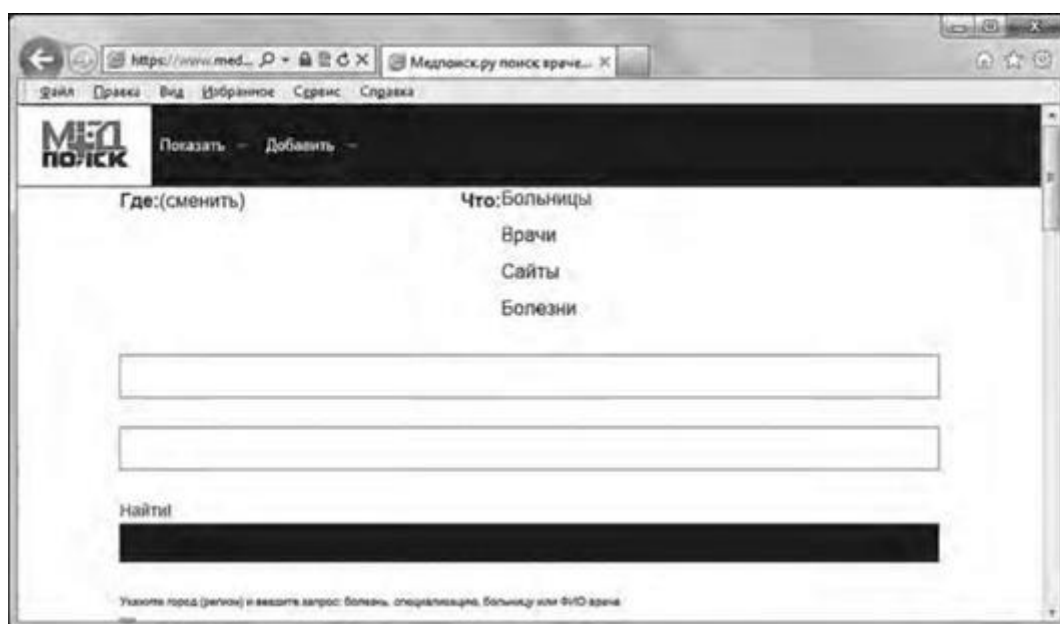 https://www.med...
Медпоиск.ру поиск враче...
Файл Правка Вид Избранное Сервис Справка
МЕД
ПОИСК
Показать Добавить
Где:(сменить) Что:Больницы
Врачи
Сайты
Болезни
Найти!
Укажите город (регион) и введите запрос: болезнь, специализацию, больницу или ФИО врача